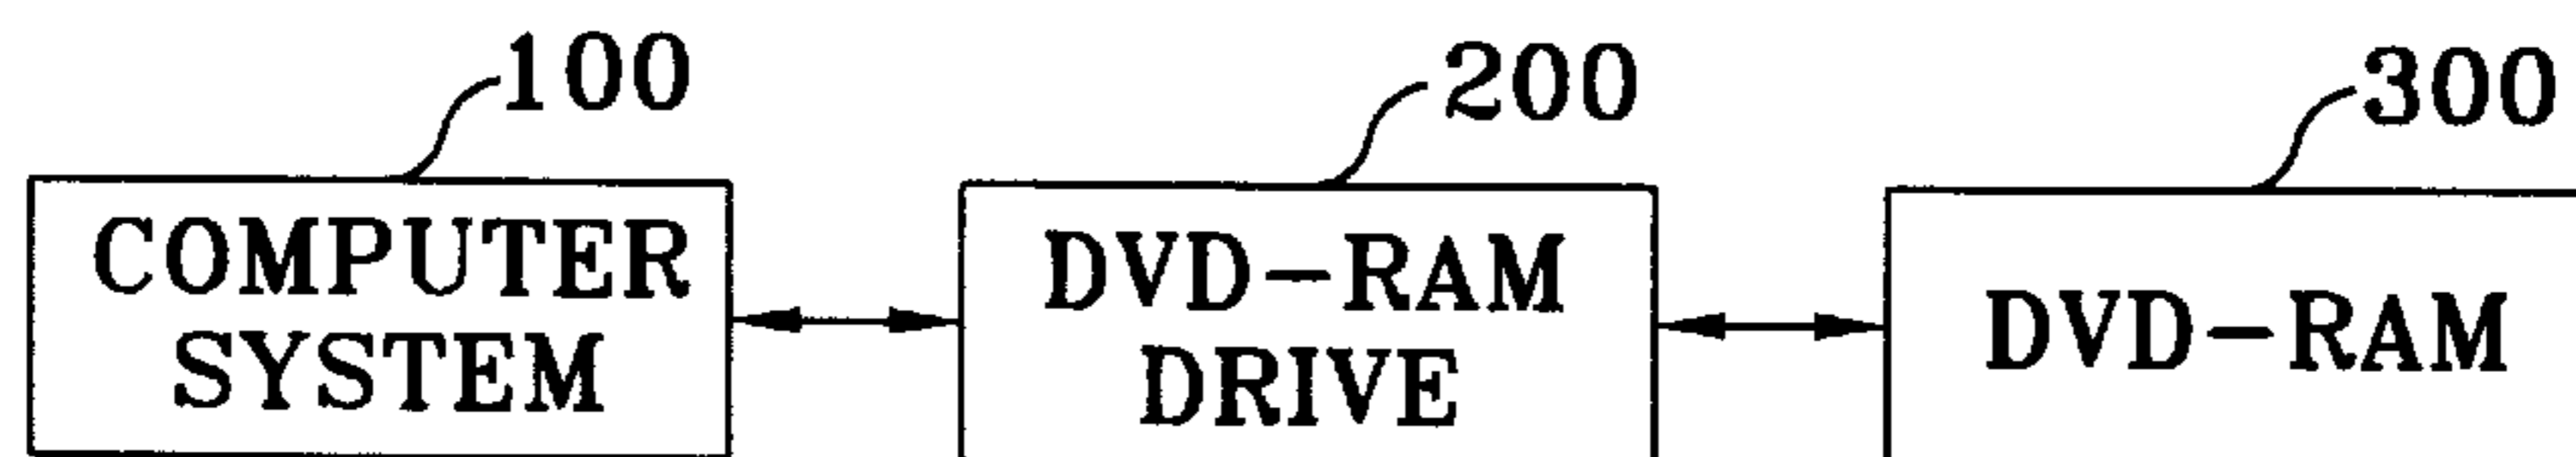 100
200
300
COMPUTER
SYSTEM
DVD-RAM
DRIVE
DVD-RAM